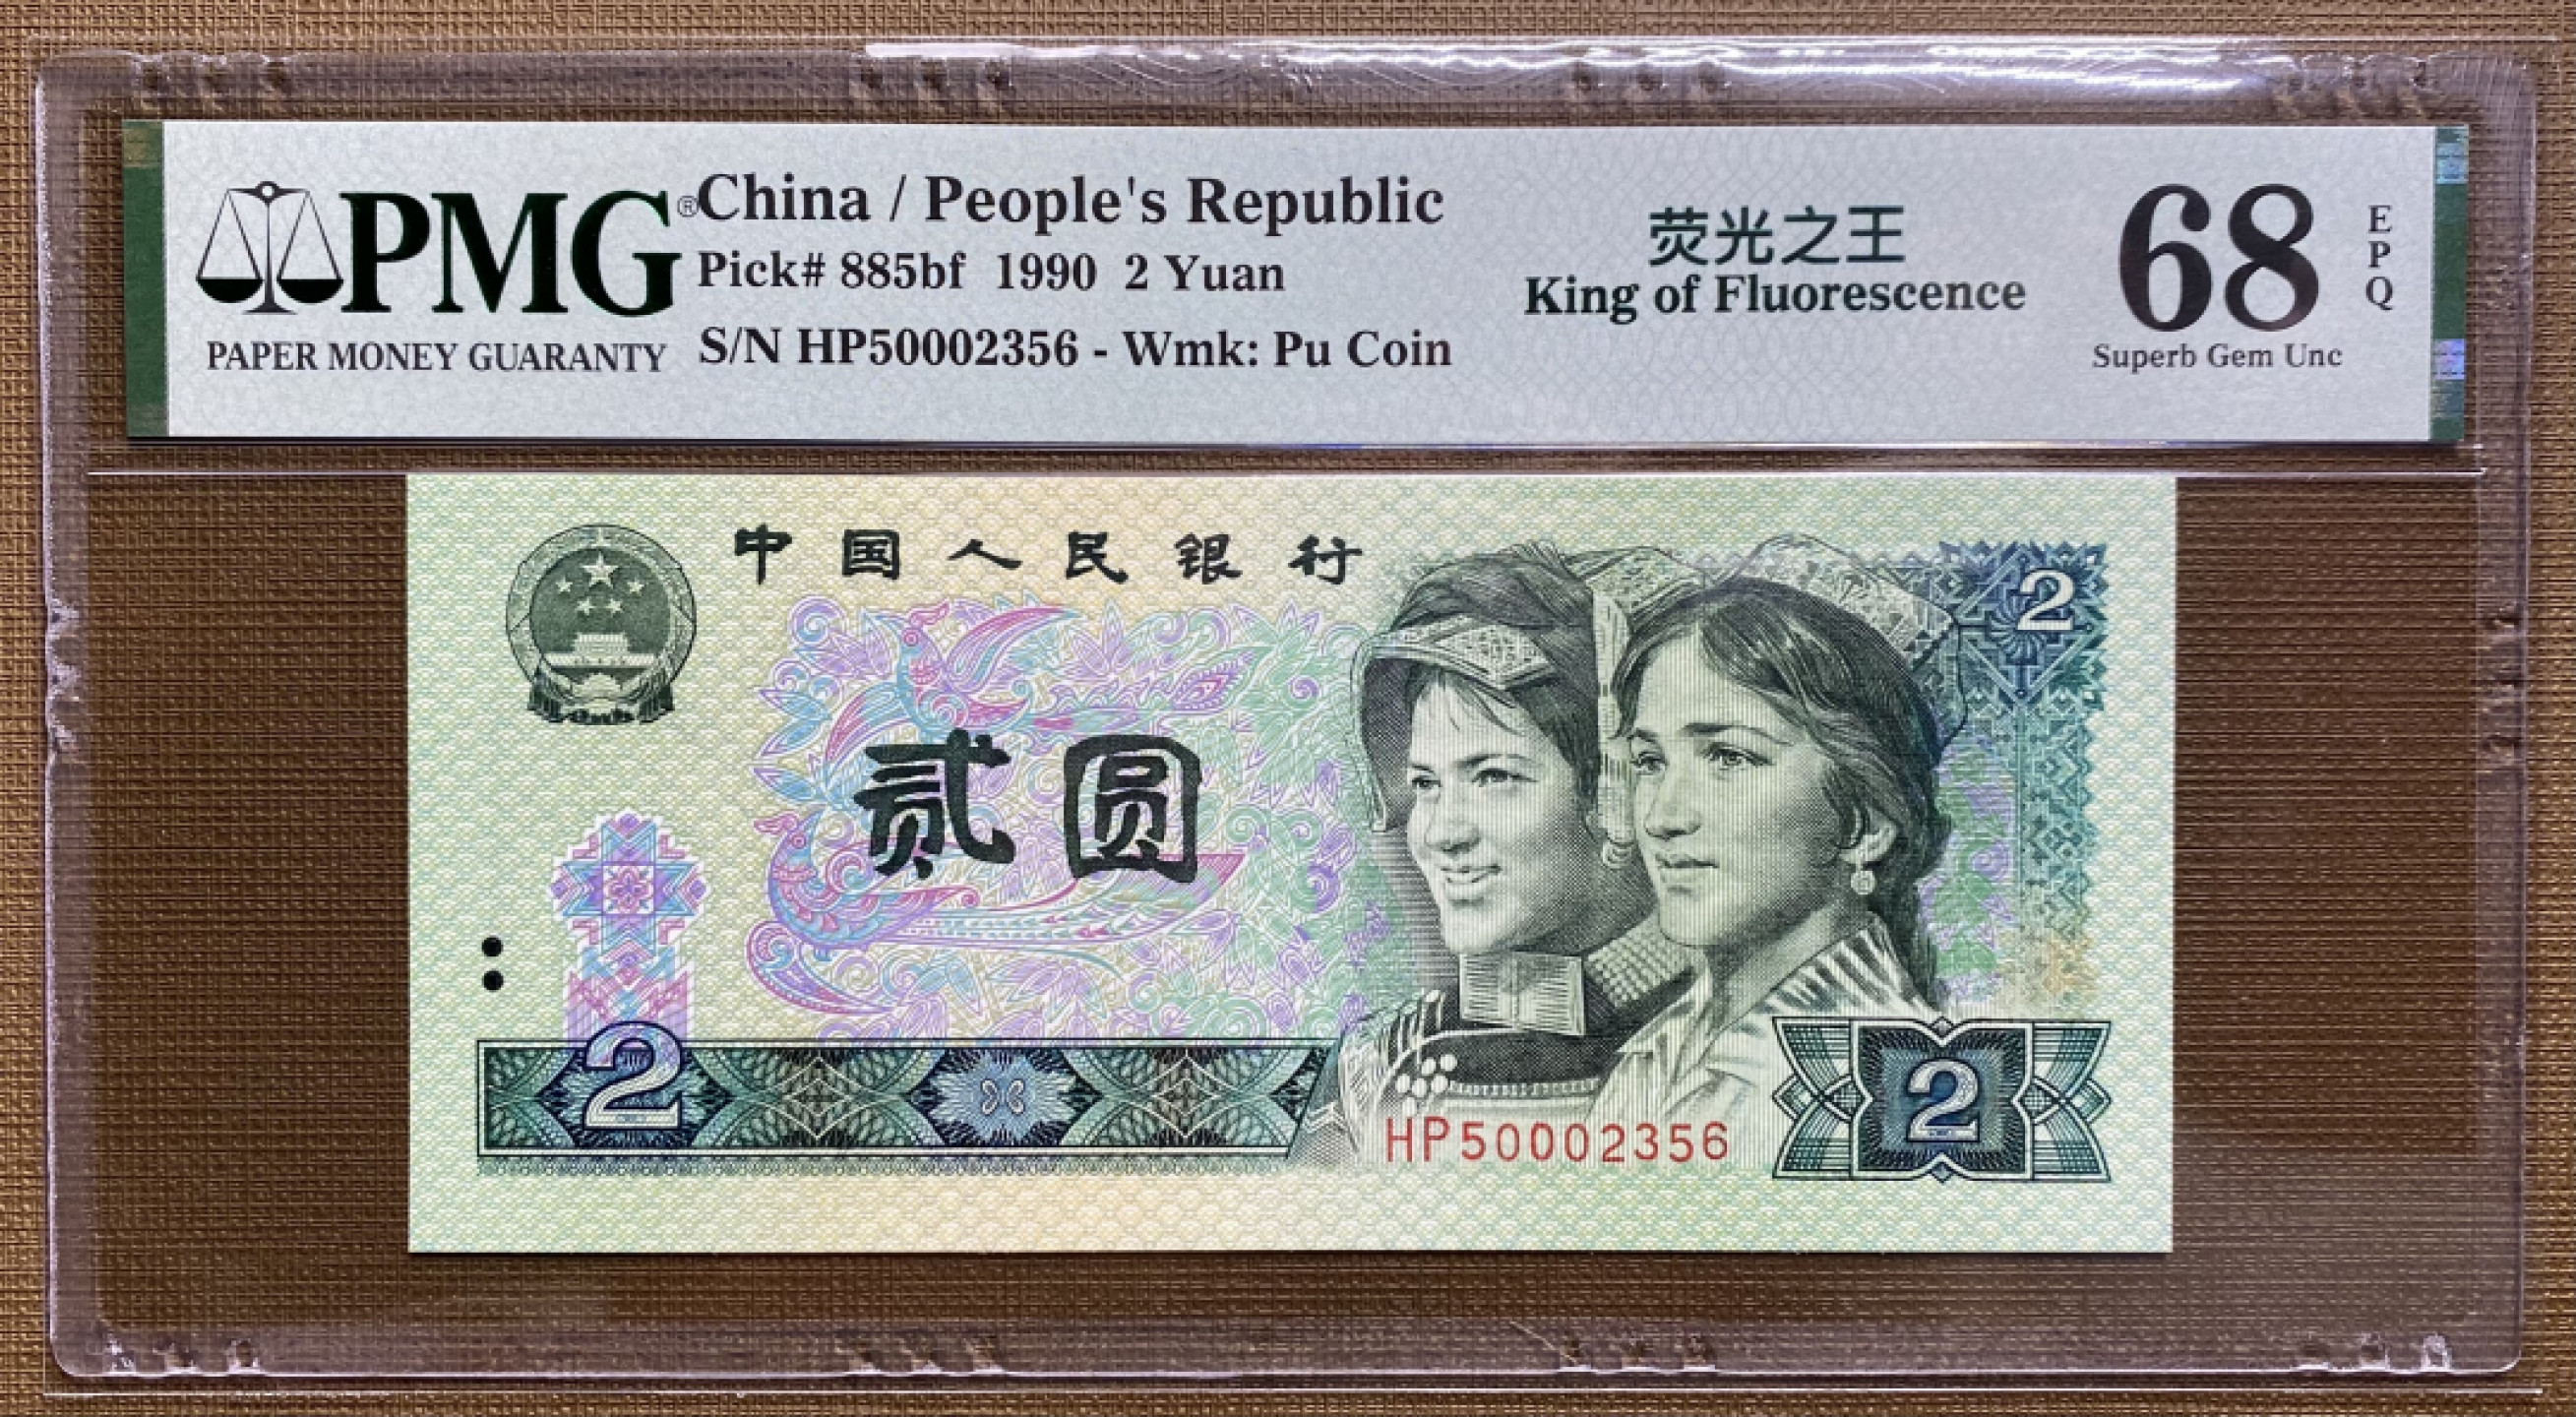 PMG®
PAPER MONEY GUARANTY
China / People's Republic
Pick# 885bf 1990 2 Yuan
S/N HP50002356 - Wmk: Pu Coin
荧光之王
King of Fluorescence
68
EPQ
Superb Gem Unc
中国人民银行
2
贰圆
2
HP50002356
2